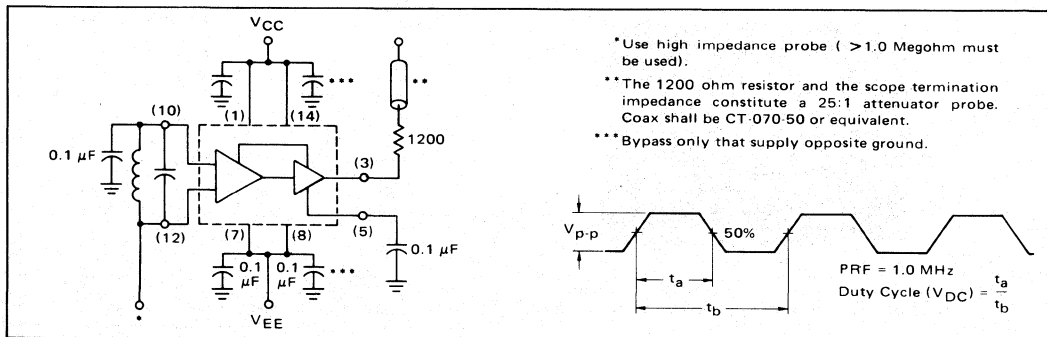 VCC
***
**
(10)
(1)
(14)
1200
0.1 μF
(3)
(12)
(7)
(8)
(5)
0.1 μF
0.1 μF
0.1 μF
***
VEE
*
*Use high impedance probe ( >1.0 Megohm must
be used).
**The 1200 ohm resistor and the scope termination
impedance constitute a 25:1 attenuator probe.
Coax shall be CT-070-50 or equivalent.
***Bypass only that supply opposite ground.
Vp-p
50%
ta
tb
PRF = 1.0 MHz
Duty Cycle (VDC) = ta/tb